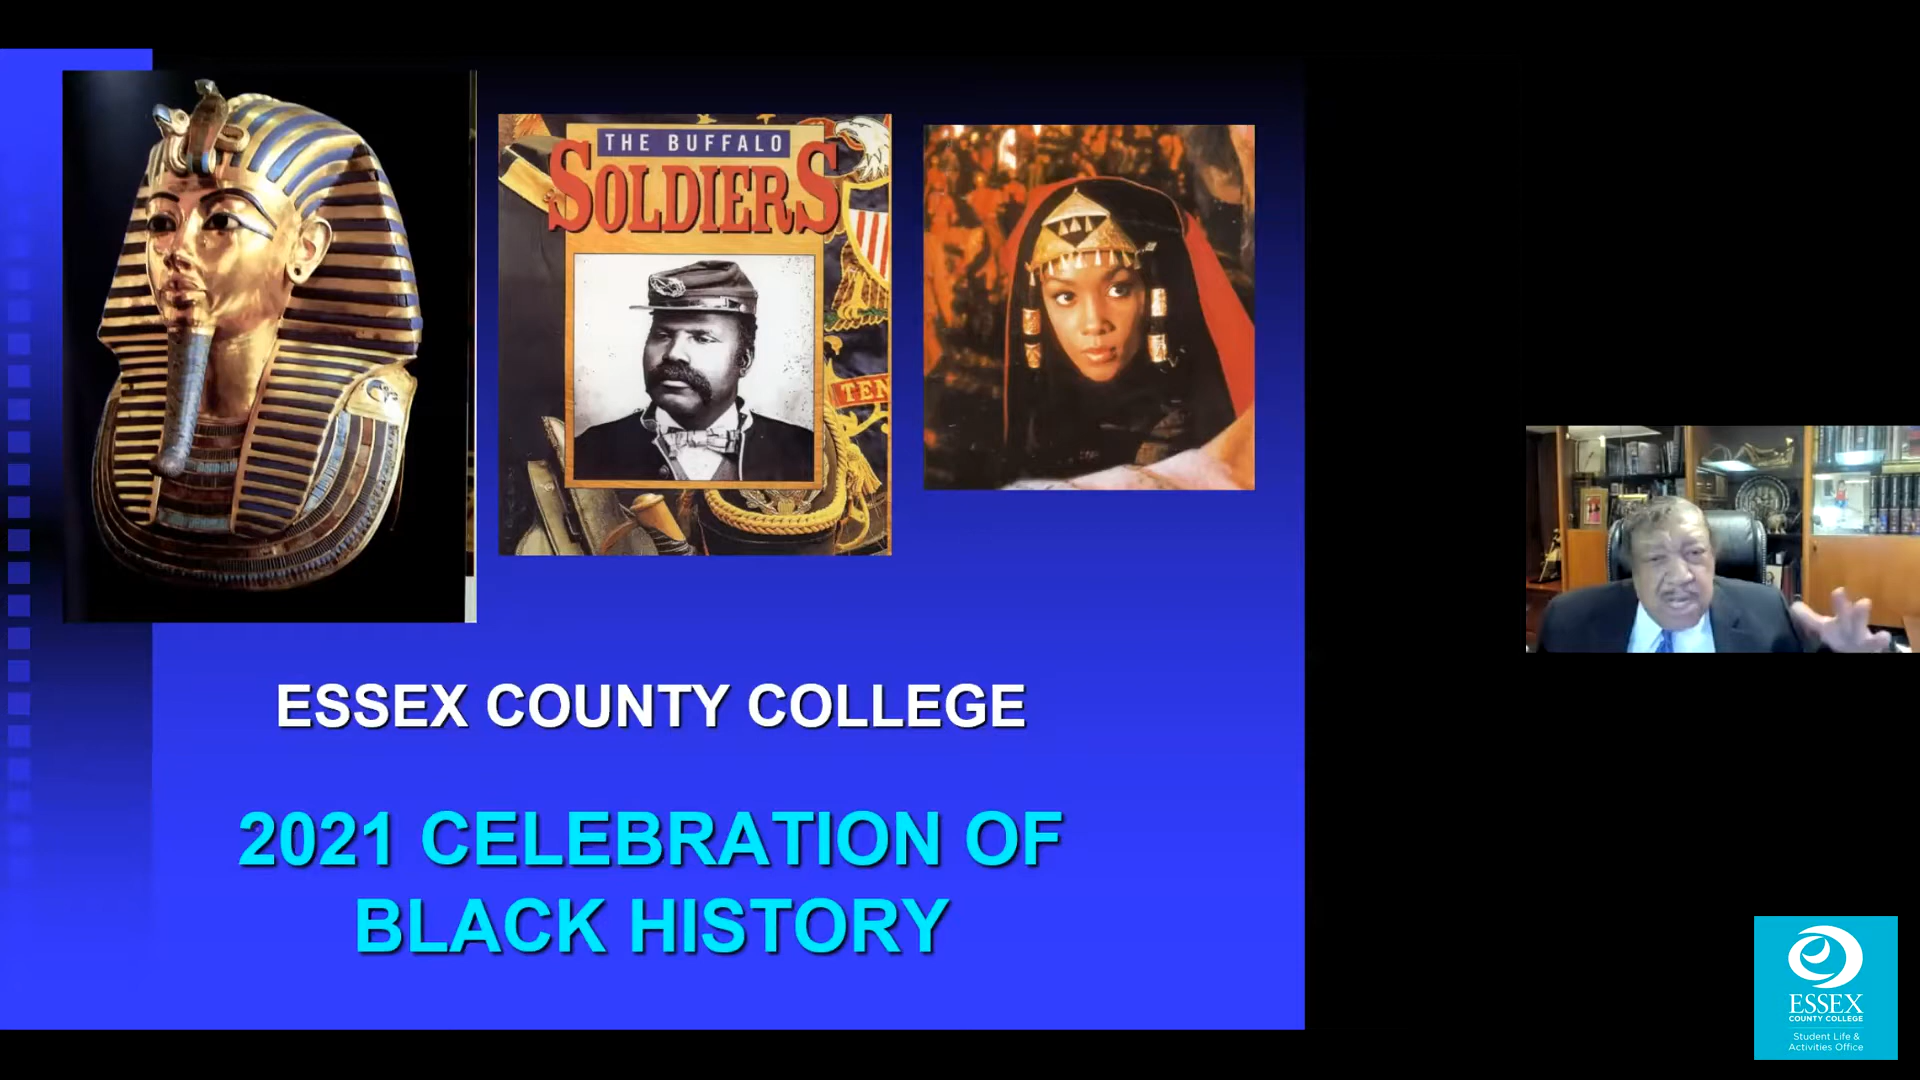 THE BUFFALO
SOLDIERS
TEN
ESSEX COUNTY COLLEGE
2021 CELEBRATION OF
BLACK HISTORY
ESSEX
COUNTY COLLEGE
Student Life &
Activities Office